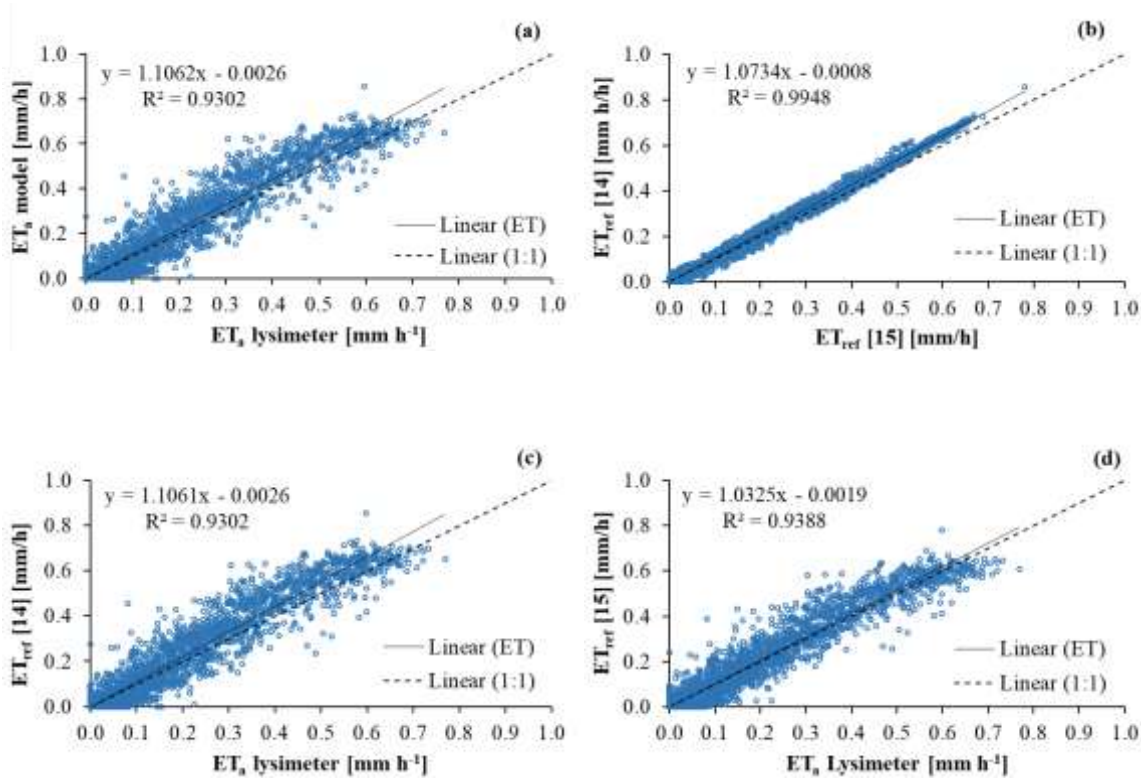 (a)
y = 1.1062x - 0.0026
R² = 0.9302
1.0
0.8
0.6
0.4
0.2
0.0
ETa model [mm/h]
Linear (ET)
Linear (1:1)
0.0 0.1 0.2 0.3 0.4 0.5 0.6 0.7 0.8 0.9 1.0
ETa lysimeter [mm h⁻¹]
(b)
y = 1.0734x - 0.0008
R² = 0.9948
1.0
0.8
0.6
0.4
0.2
0.0
ETref [14] [mm h/h]
Linear (ET)
Linear (1:1)
0.0 0.1 0.2 0.3 0.4 0.5 0.6 0.7 0.8 0.9 1.0
ETref [15] [mm/h]
(c)
y = 1.1061x - 0.0026
R² = 0.9302
1.0
0.8
0.6
0.4
0.2
0.0
ETref [14] [mm/h]
Linear (ET)
Linear (1:1)
0.0 0.1 0.2 0.3 0.4 0.5 0.6 0.7 0.8 0.9 1.0
ETa lysimeter [mm h⁻¹]
(d)
y = 1.0325x - 0.0019
R² = 0.9388
1.0
0.8
0.6
0.4
0.2
0.0
ETref [15] [mm/h]
Linear (ET)
Linear (1:1)
0.0 0.1 0.2 0.3 0.4 0.5 0.6 0.7 0.8 0.9 1.0
ETa Lysimeter [mm h⁻¹]